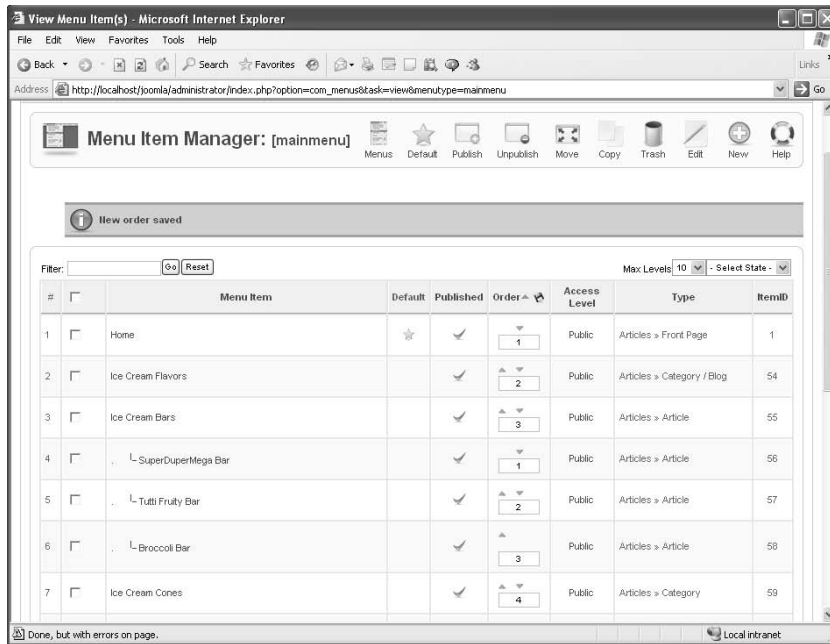 View Menu Item(s) - Microsoft Internet Explorer
File Edit View Favorites Tools Help
Back Search Favorites Links
Address http://localhost/joomla/administrator/index.php?option=com_menus&task=view&menutype=mainmenu Go
Menu Item Manager: [mainmenu]
Menus Default Publish Unpublish Move Copy Trash Edit New Help
New order saved
Filter: Go Reset Max Levels 10 - Select State -
# Menu Item Default Published Order Access Level Type ItemID
1 Home 1 Public Articles » Front Page 1
2 Ice Cream Flavors 2 Public Articles » Category / Blog 54
3 Ice Cream Bars 3 Public Articles » Article 55
4 . SuperDuperMega Bar 1 Public Articles » Article 56
5 . Tutti Fruity Bar 2 Public Articles » Article 57
6 . Broccoli Bar 3 Public Articles » Article 58
7 Ice Cream Cones 4 Public Articles » Category 59
Done, but with errors on page. Local intranet